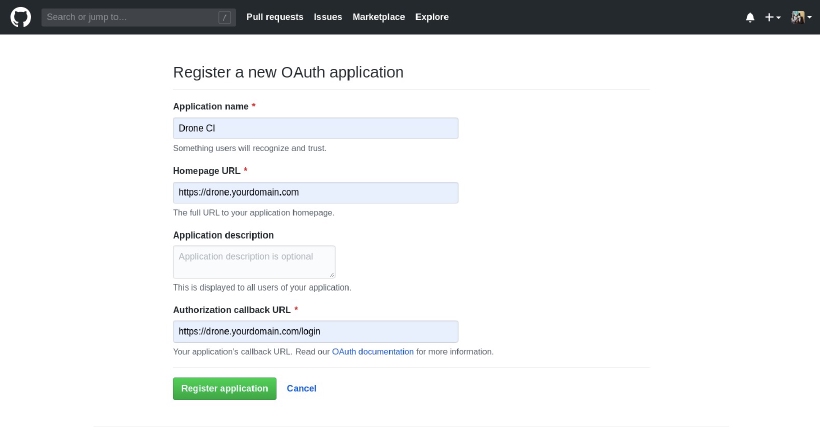 Search or jump to…
/
Pull requests Issues Marketplace Explore
Register a new OAuth application
Application name *
Drone CI
Something users will recognize and trust.
Homepage URL *
https://drone.yourdomain.com
The full URL to your application homepage.
Application description
Application description is optional
This is displayed to all users of your application.
Authorization callback URL *
https://drone.yourdomain.com/login
Your application's callback URL. Read our OAuth documentation for more information.
Register application Cancel